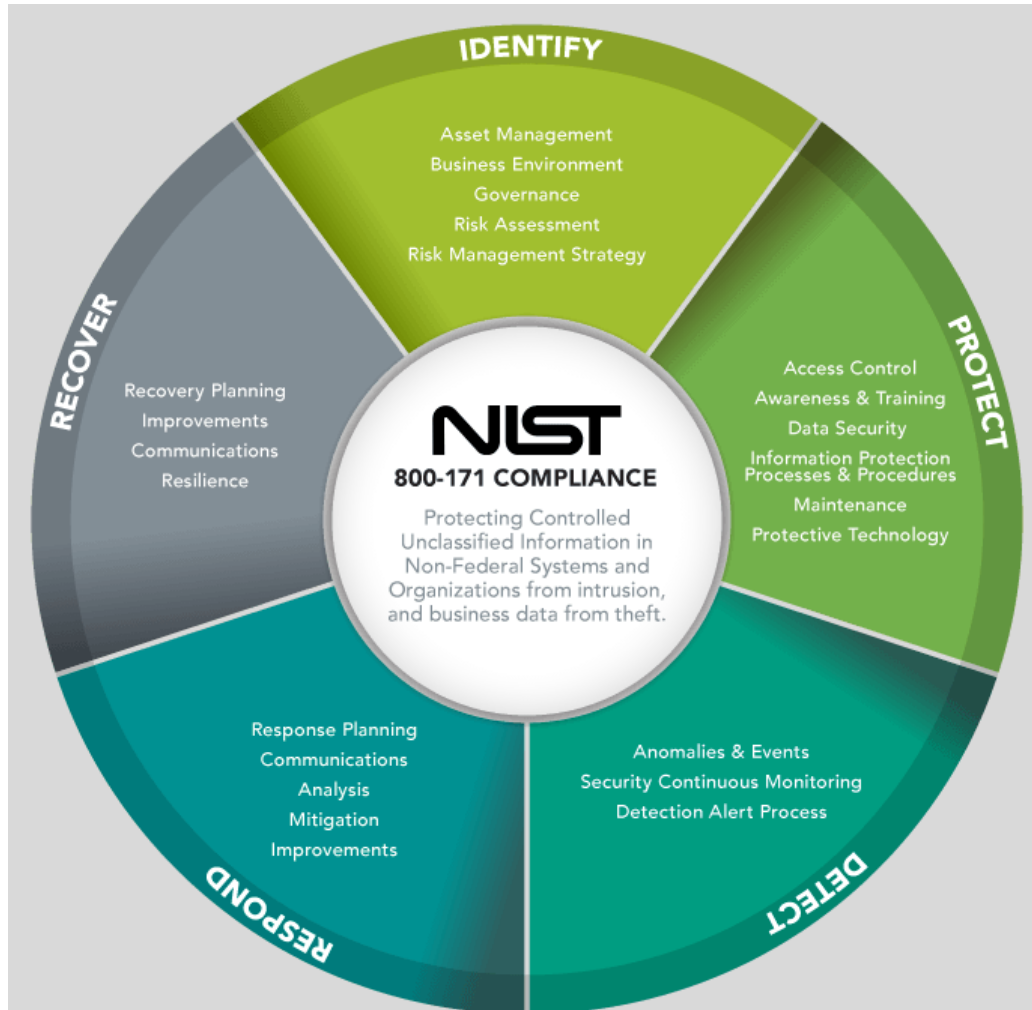 IDENTIFY
Asset Management
Business Environment
Governance
Risk Assessment
Risk Management Strategy
PROTECT
Access Control
Awareness & Training
Data Security
Information Protection
Processes & Procedures
Maintenance
Protective Technology
DETECT
Anomalies & Events
Security Continuous Monitoring
Detection Alert Process
RESPOND
Response Planning
Communications
Analysis
Mitigation
Improvements
RECOVER
Recovery Planning
Improvements
Communications
Resilience
NIST
800-171 COMPLIANCE
Protecting Controlled
Unclassified Information in
Non-Federal Systems and
Organizations from intrusion,
and business data from theft.